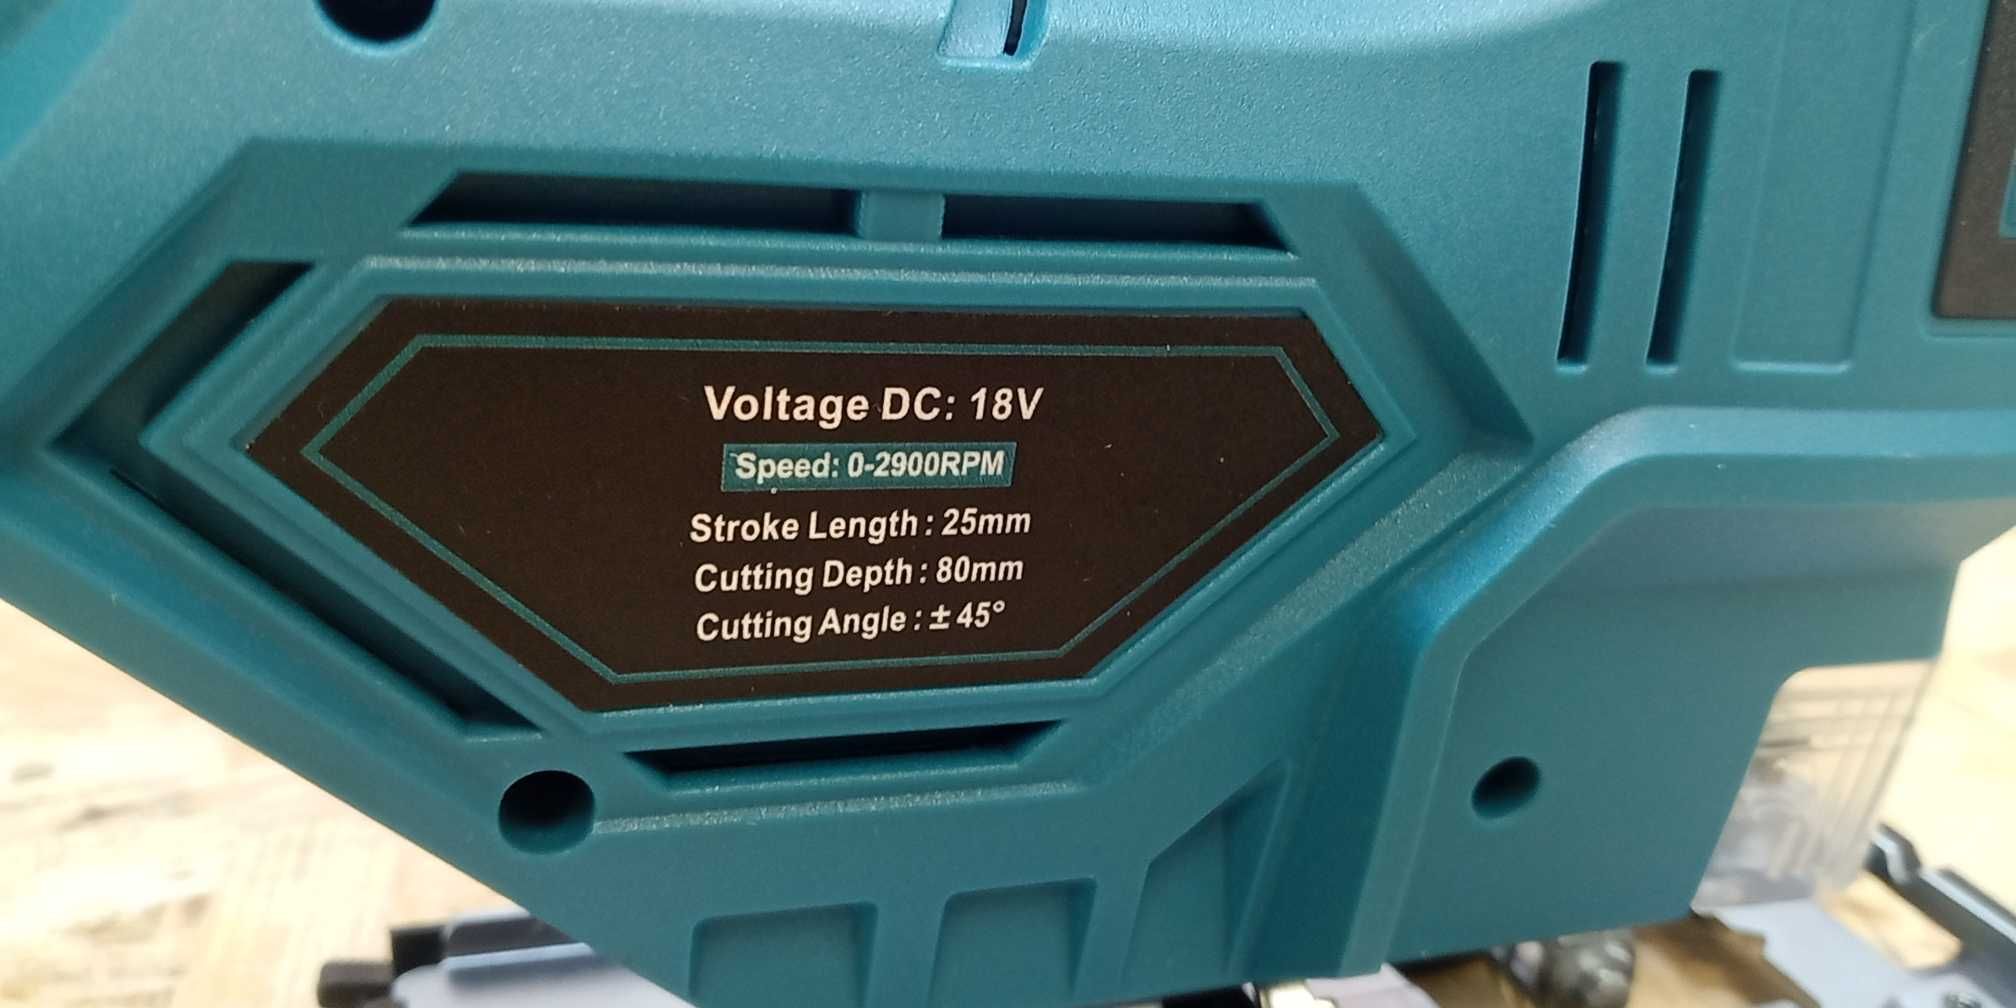 Voltage DC: 18V
Speed: 0-2900RPM
Stroke Length : 25mm
Cutting Depth : 80mm
Cutting Angle : ± 45°